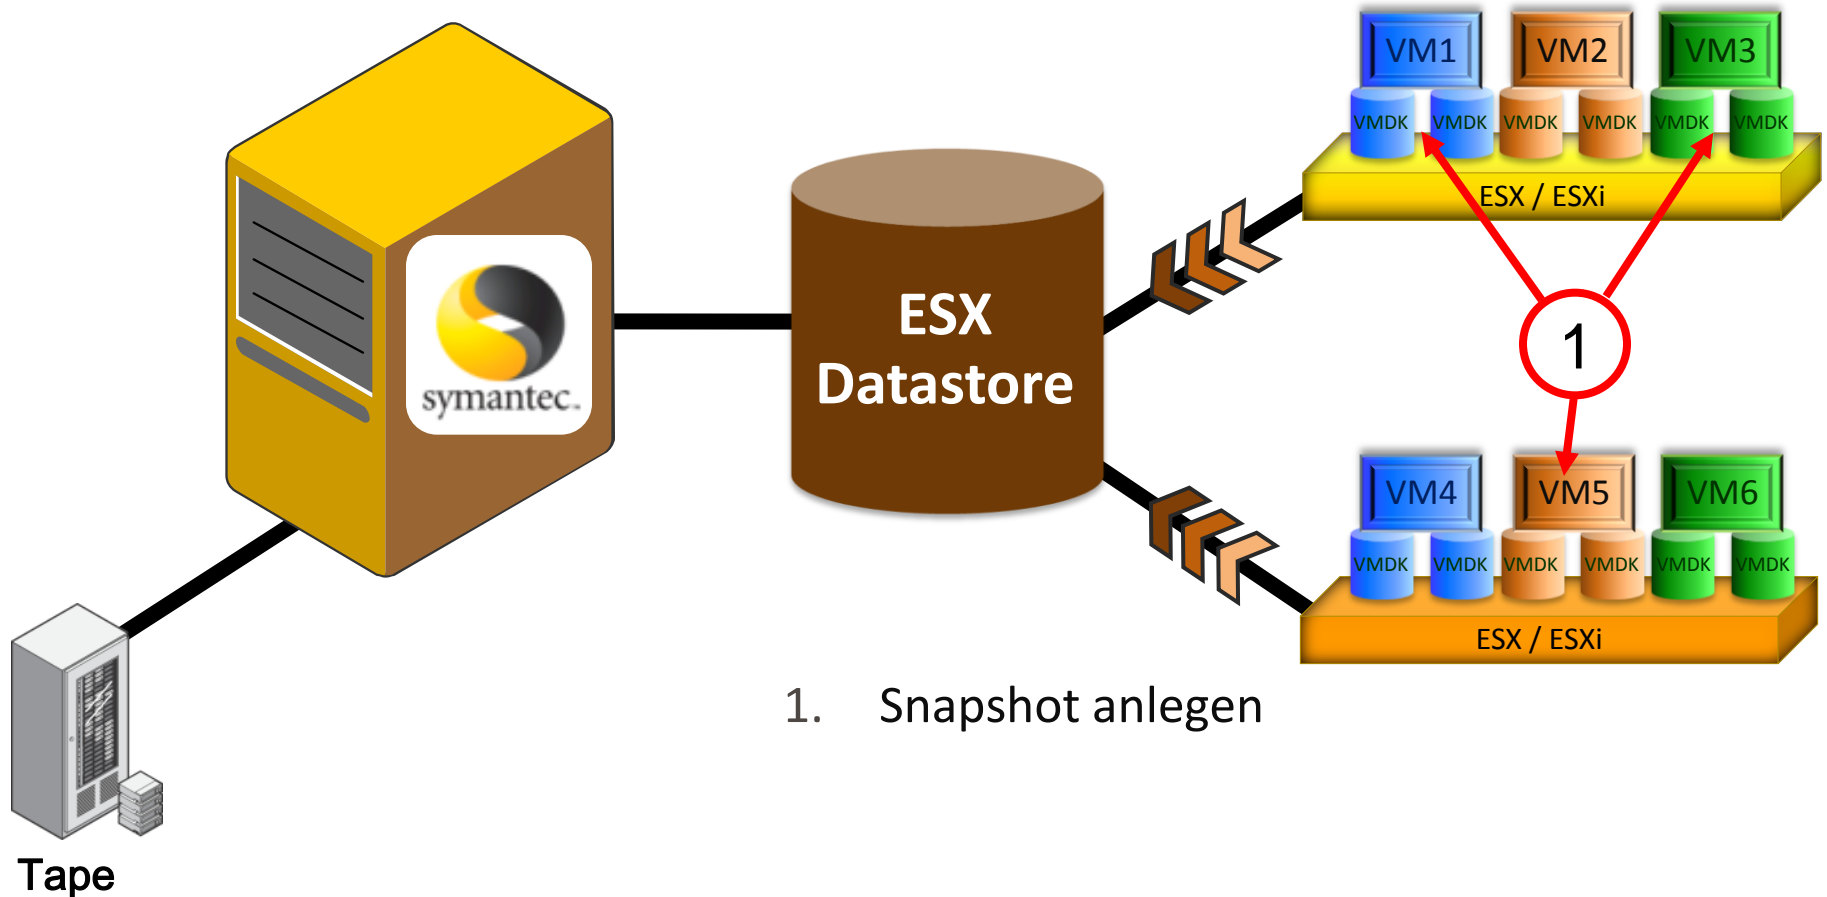 VM1 VM2 VM3
VMDK VMDK VMDK VMDK VMDK VMDK
ESX / ESXi
symantec™
ESX
Datastore
1
VM4 VM5 VM6
VMDK VMDK VMDK VMDK VMDK VMDK
ESX / ESXi
1. Snapshot anlegen
Tape